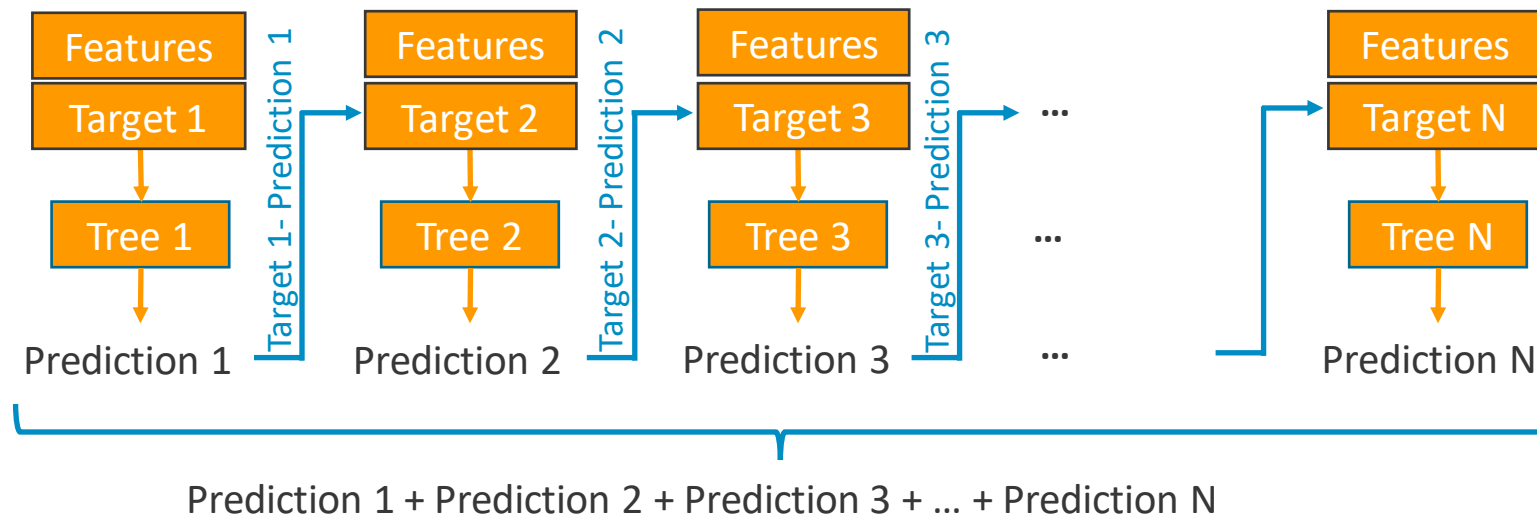 Features
Target 1
Tree 1
Prediction 1
Target 1- Prediction 1
Features
Target 2
Tree 2
Prediction 2
Target 2- Prediction 2
Features
Target 3
Tree 3
Prediction 3
Target 3- Prediction 3
...
...
...
Features
Target N
Tree N
Prediction N
Prediction 1 + Prediction 2 + Prediction 3 + ... + Prediction N